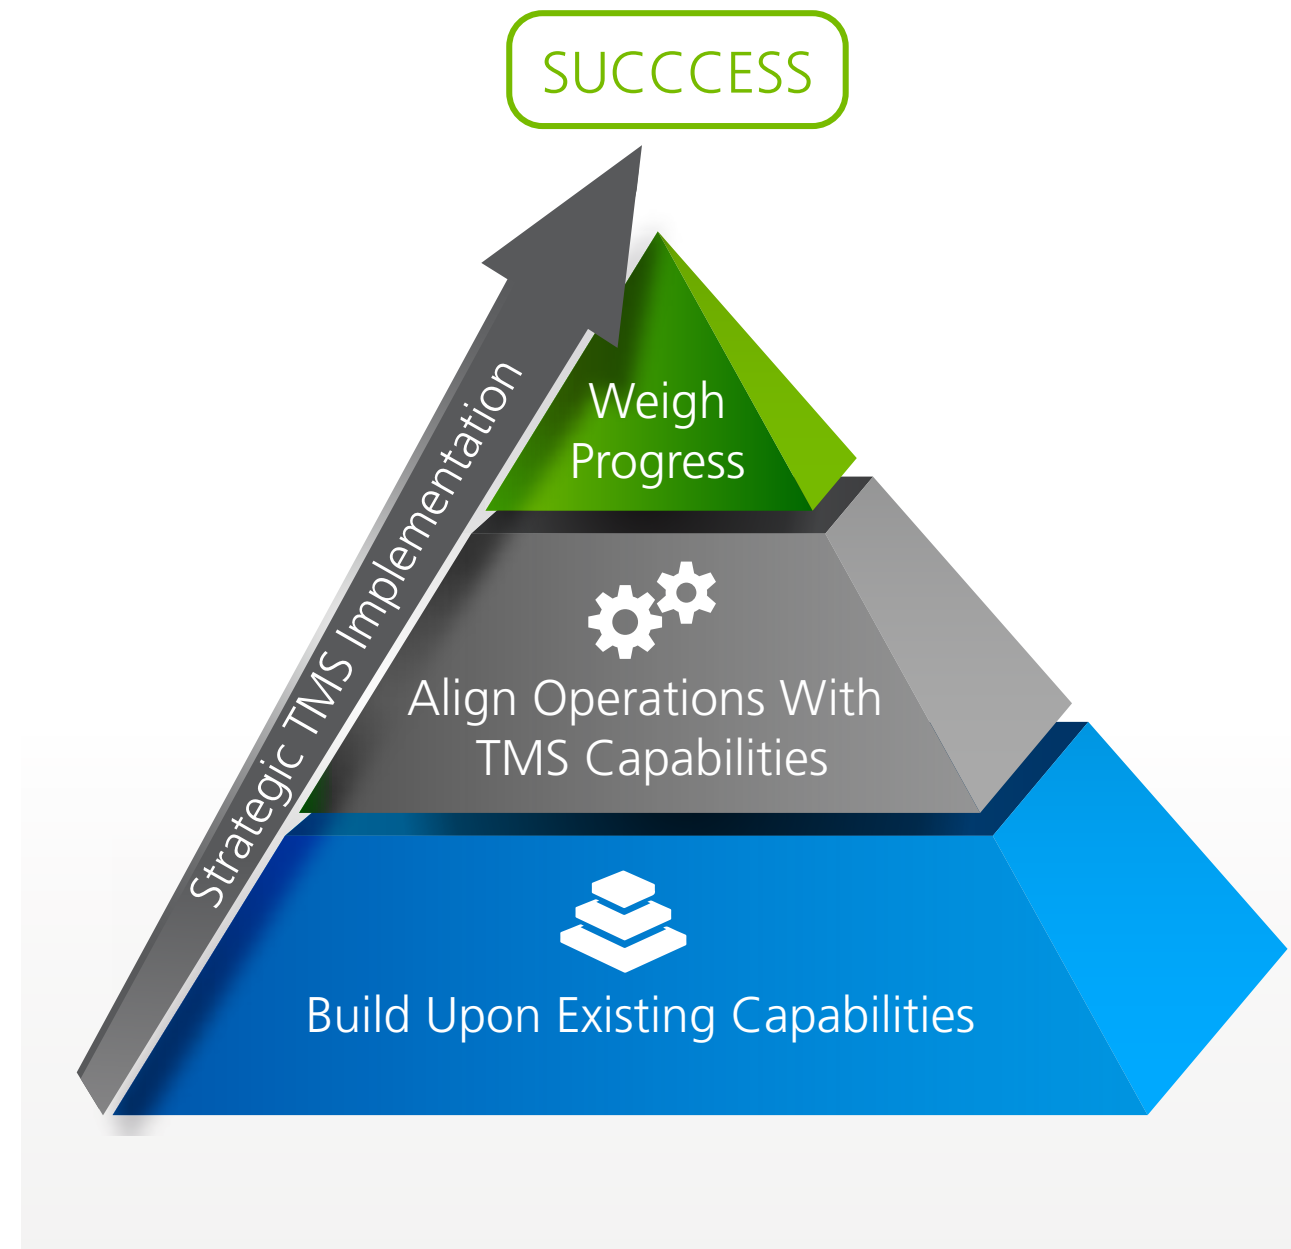 SUCCCESS
Strategic TMS Implementation
Weigh
Progress
Align Operations With
TMS Capabilities
Build Upon Existing Capabilities